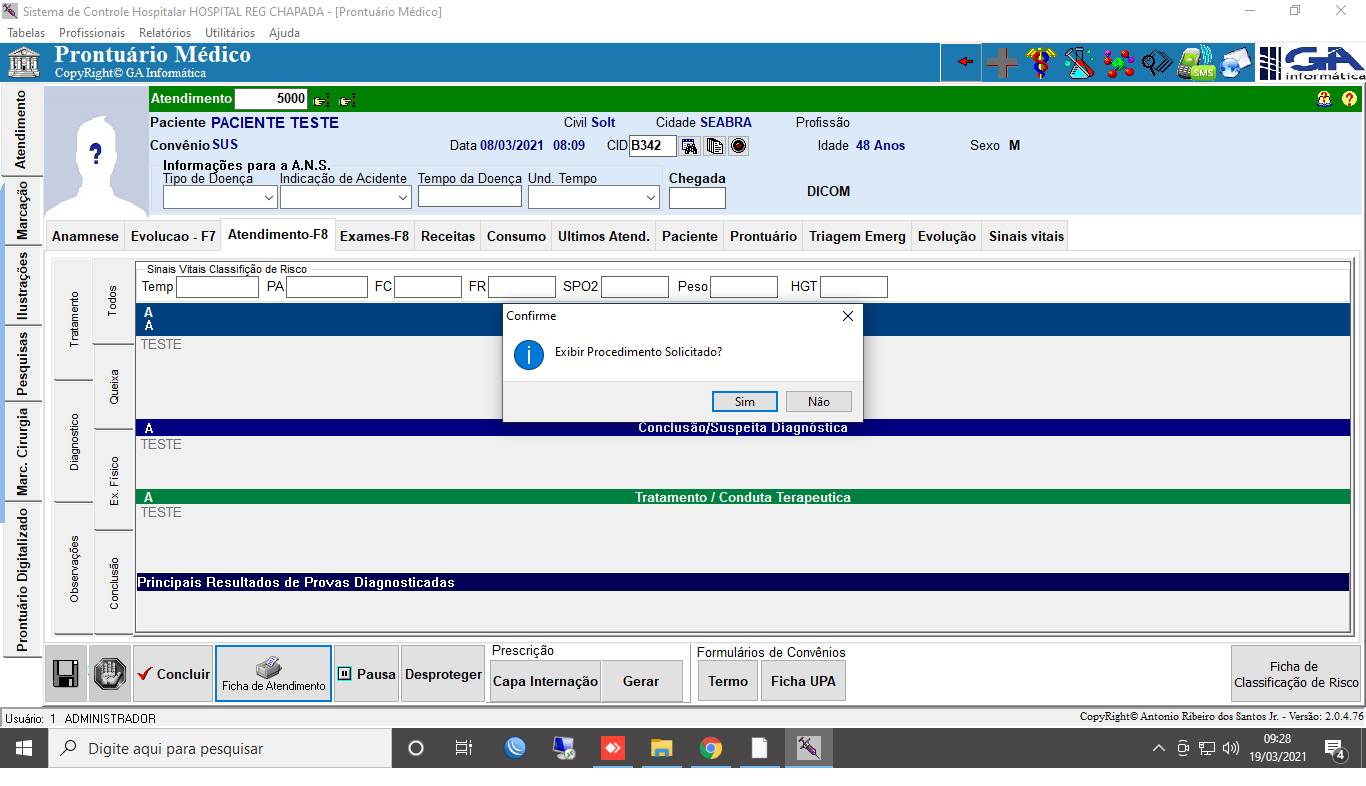 Sistema de Controle Hospitalar HOSPITAL REG CHAPADA - [Prontuário Médico]
Tabelas Profissionais Relatórios Utilitários Ajuda
Prontuário Médico
CopyRight© GA Informática
SMS
GA
informática
Atendimento
Marcação
Ilustrações
Pesquisas
Marc. Cirurgia
Prontuário Digitalizado
Atendimento 5000
Paciente PACIENTE TESTE Civil Solt Cidade SEABRA Profissão
Convênio SUS Data 08/03/2021 08:09 CID B342 Idade 48 Anos Sexo M
Informações para a A.N.S.
Tipo de Doença Indicação de Acidente Tempo da Doença Und. Tempo Chegada
DICOM
Anamnese Evolucao - F7 Atendimento-F8 Exames-F8 Receitas Consumo Ultimos Atend. Paciente Prontuário Triagem Emerg Evolução Sinais vitais
Tratamento
Diagnostico
Observações
Todos
Queixa
Ex. Físico
Conclusão
Sinais Vitais Classifição de Risco
Temp PA FC FR SPO2 Peso HGT
A
A
TESTE
Confirme
Exibir Procedimento Solicitado?
Sim Não
A Conclusão/Suspeita Diagnóstica
TESTE
A Tratamento / Conduta Terapeutica
TESTE
Principais Resultados de Provas Diagnosticadas
Concluir
Ficha de Atendimento
Pausa
Desproteger
Prescrição
Capa Internação Gerar
Formulários de Convênios
Termo Ficha UPA
Ficha de
Classificação de Risco
Usuário: 1 ADMINISTRADOR
CopyRight© Antonio Ribeiro dos Santos Jr. - Versão: 2.0.4.76
Digite aqui para pesquisar
09:28
19/03/2021
4